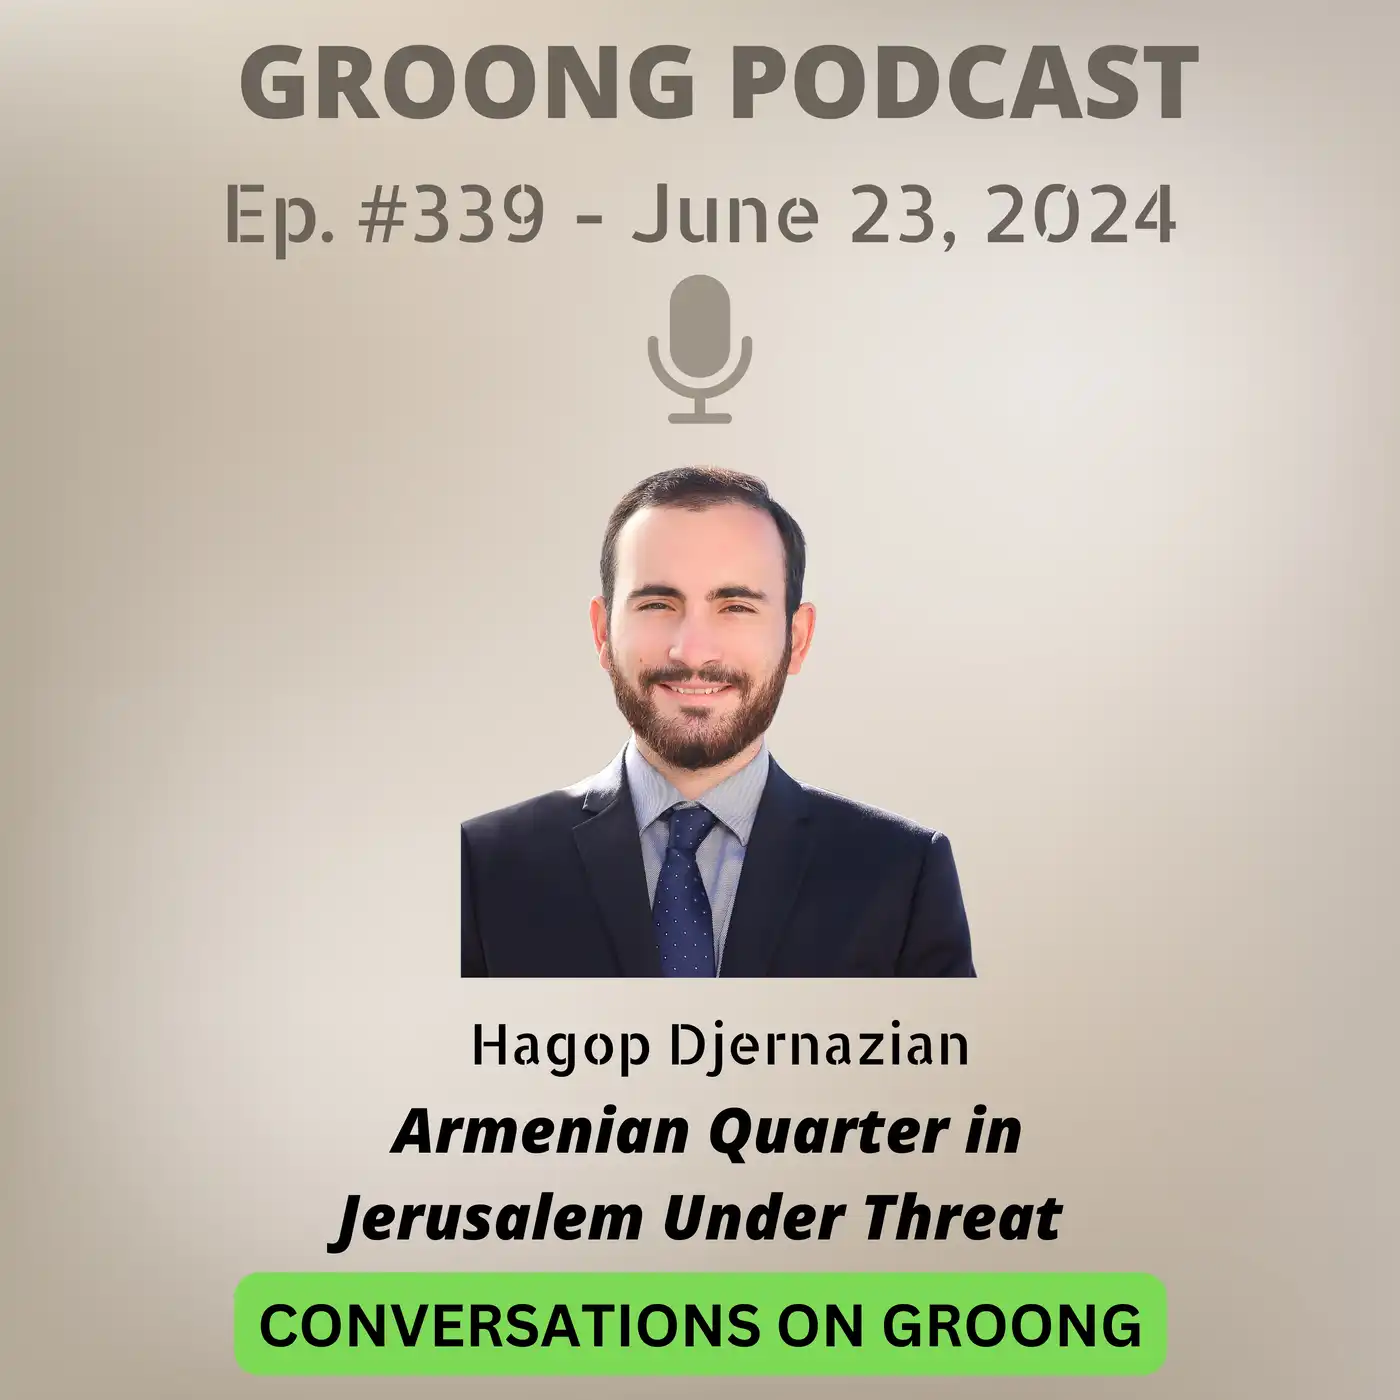 GROONG PODCAST
Ep. #339 - June 23, 2024
Hagop Djernazian
Armenian Quarter in
Jerusalem Under Threat
CONVERSATIONS ON GROONG